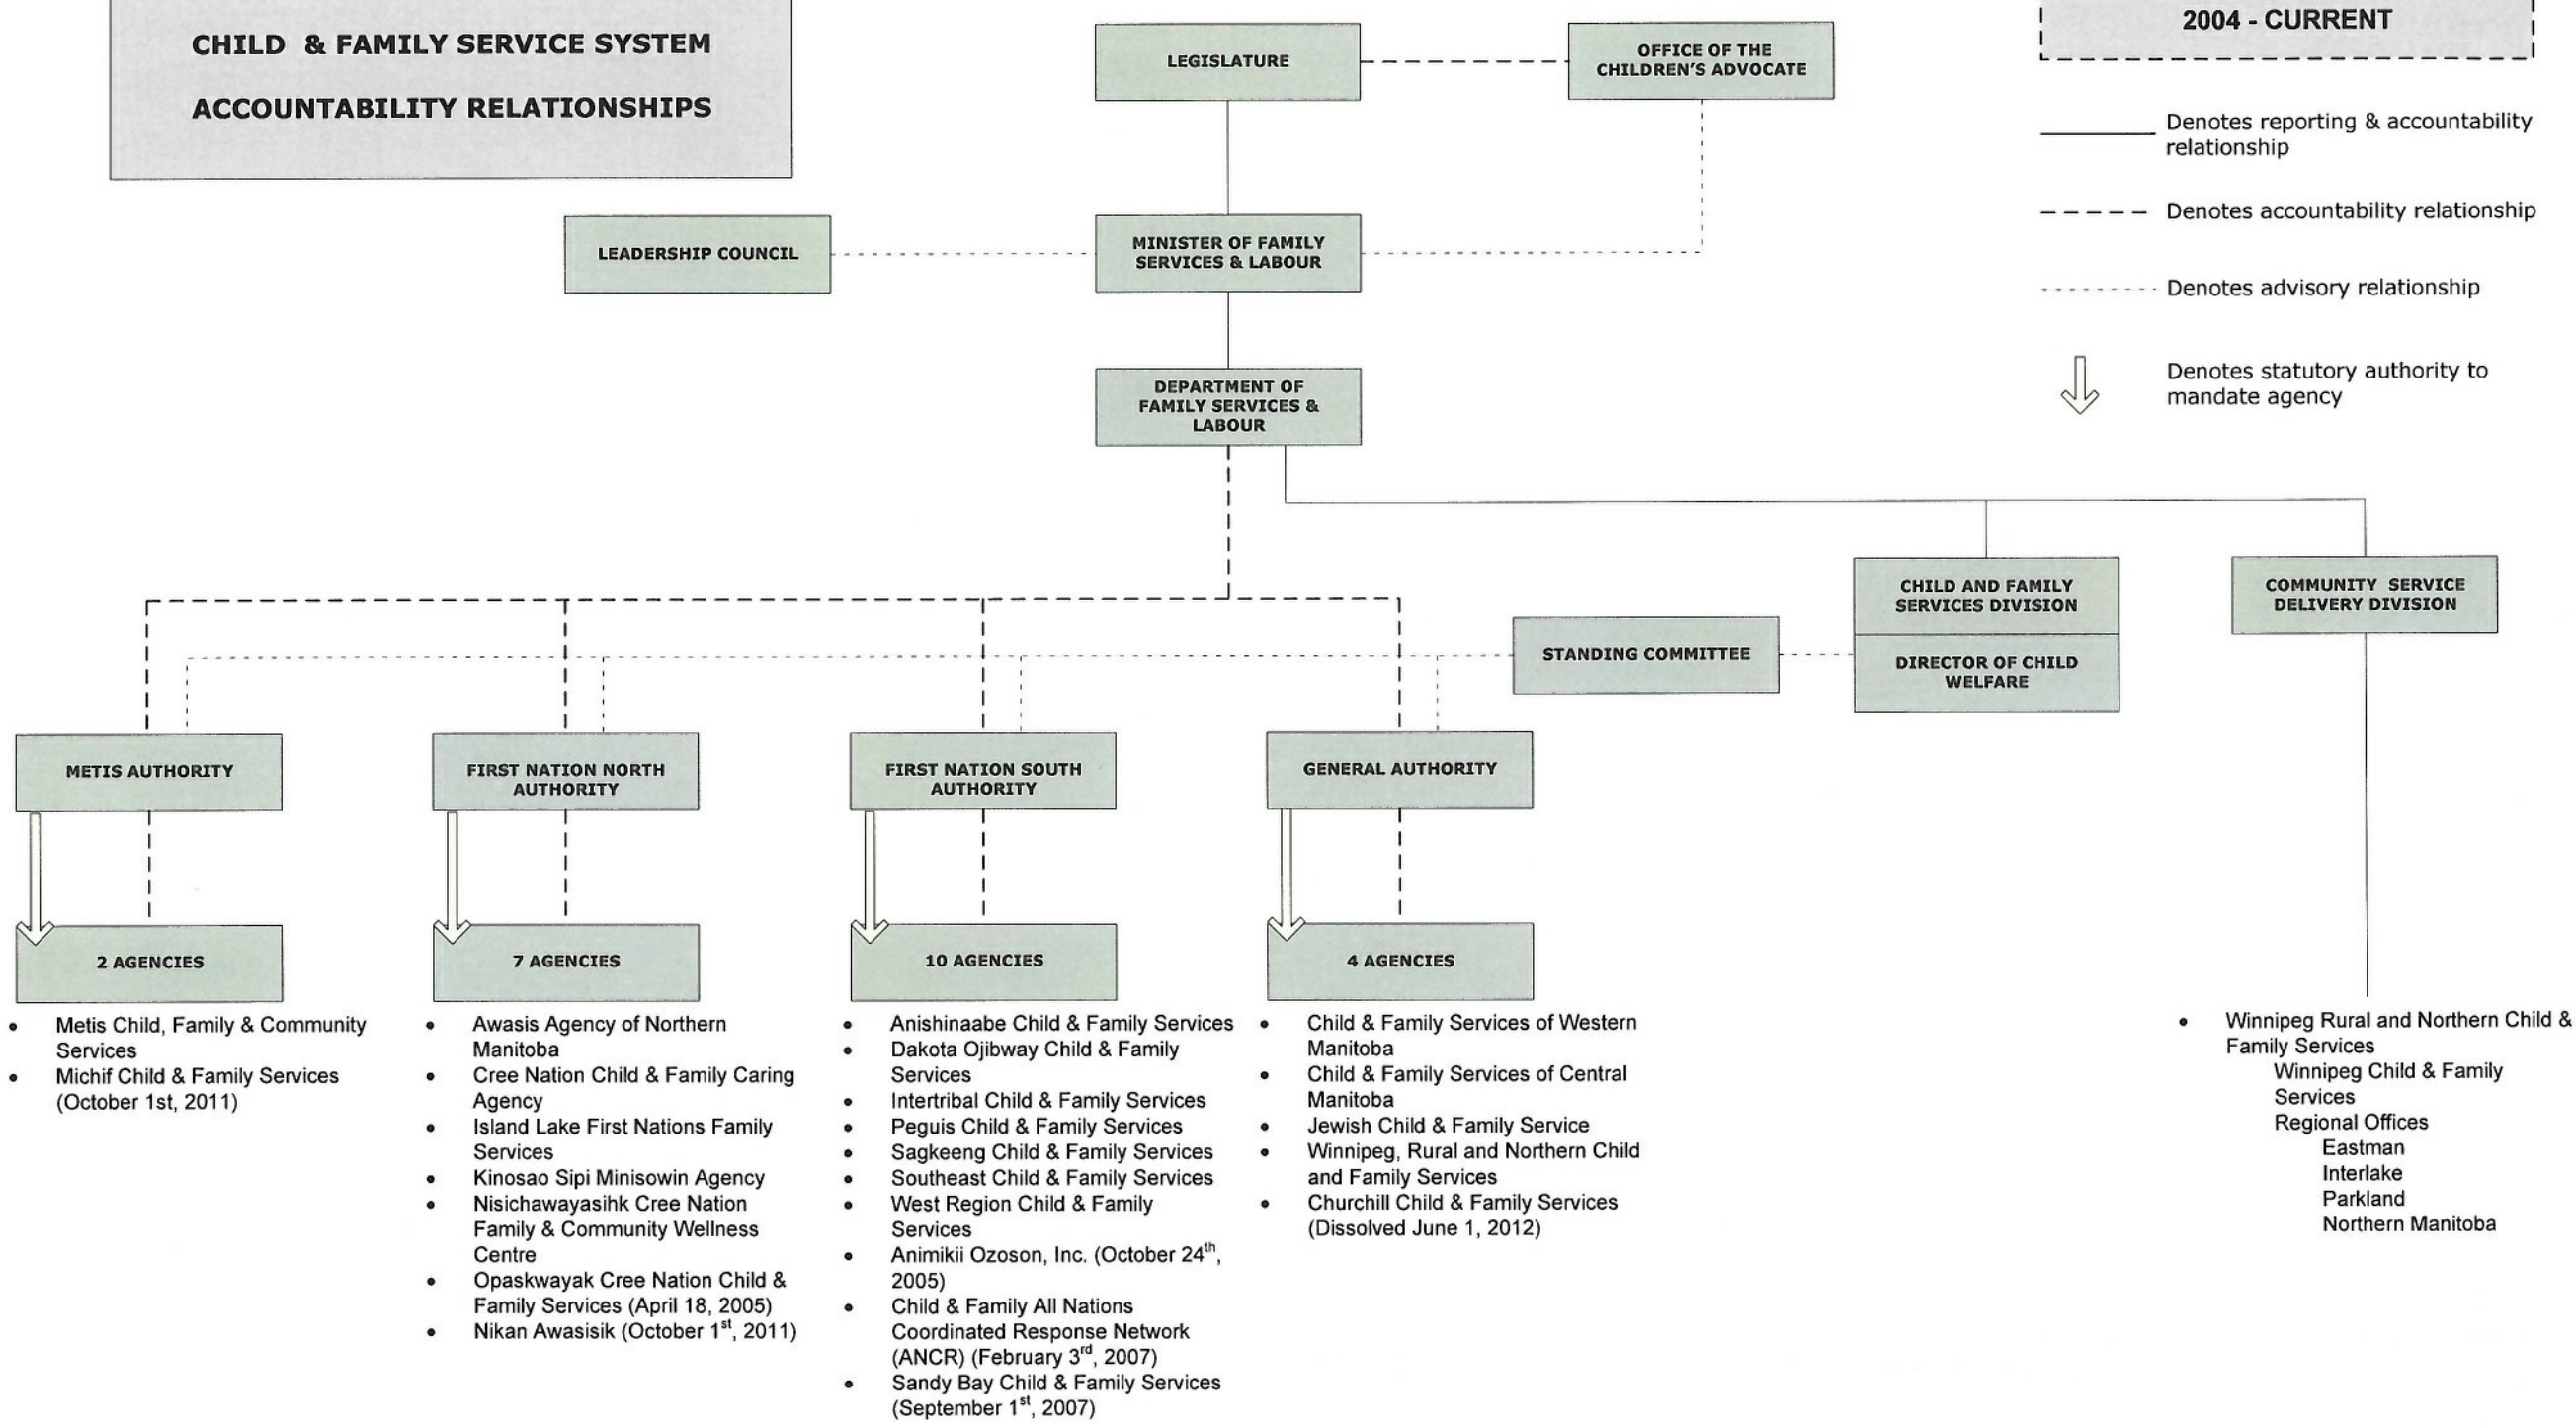 CHILD & FAMILY SERVICE SYSTEM
ACCOUNTABILITY RELATIONSHIPS
LEGISLATURE
OFFICE OF THE
CHILDREN'S ADVOCATE
2004 - CURRENT
Denotes reporting & accountability
relationship
Denotes accountability relationship
Denotes advisory relationship
Denotes statutory authority to
mandate agency
LEADERSHIP COUNCIL
MINISTER OF FAMILY
SERVICES & LABOUR
DEPARTMENT OF
FAMILY SERVICES &
LABOUR
CHILD AND FAMILY
SERVICES DIVISION
DIRECTOR OF CHILD
WELFARE
COMMUNITY SERVICE
DELIVERY DIVISION
STANDING COMMITTEE
METIS AUTHORITY
FIRST NATION NORTH
AUTHORITY
FIRST NATION SOUTH
AUTHORITY
GENERAL AUTHORITY
2 AGENCIES
7 AGENCIES
10 AGENCIES
4 AGENCIES
• Metis Child, Family & Community
Services
• Michif Child & Family Services
(October 1st, 2011)
• Awasis Agency of Northern
Manitoba
• Cree Nation Child & Family Caring
Agency
• Island Lake First Nations Family
Services
• Kinosao Sipi Minisowin Agency
• Nisichawayasihk Cree Nation
Family & Community Wellness
Centre
• Opaskwayak Cree Nation Child &
Family Services (April 18, 2005)
• Nikan Awasisik (October 1st, 2011)
• Anishinaabe Child & Family Services
• Dakota Ojibway Child & Family
Services
• Intertribal Child & Family Services
• Peguis Child & Family Services
• Sagkeeng Child & Family Services
• Southeast Child & Family Services
• West Region Child & Family
Services
• Animikii Ozoson, Inc. (October 24th,
2005)
• Child & Family All Nations
Coordinated Response Network
(ANCR) (February 3rd, 2007)
• Sandy Bay Child & Family Services
(September 1st, 2007)
• Child & Family Services of Western
Manitoba
• Child & Family Services of Central
Manitoba
• Jewish Child & Family Service
• Winnipeg, Rural and Northern Child
and Family Services
• Churchill Child & Family Services
(Dissolved June 1, 2012)
• Winnipeg Rural and Northern Child &
Family Services
Winnipeg Child & Family
Services
Regional Offices
Eastman
Interlake
Parkland
Northern Manitoba